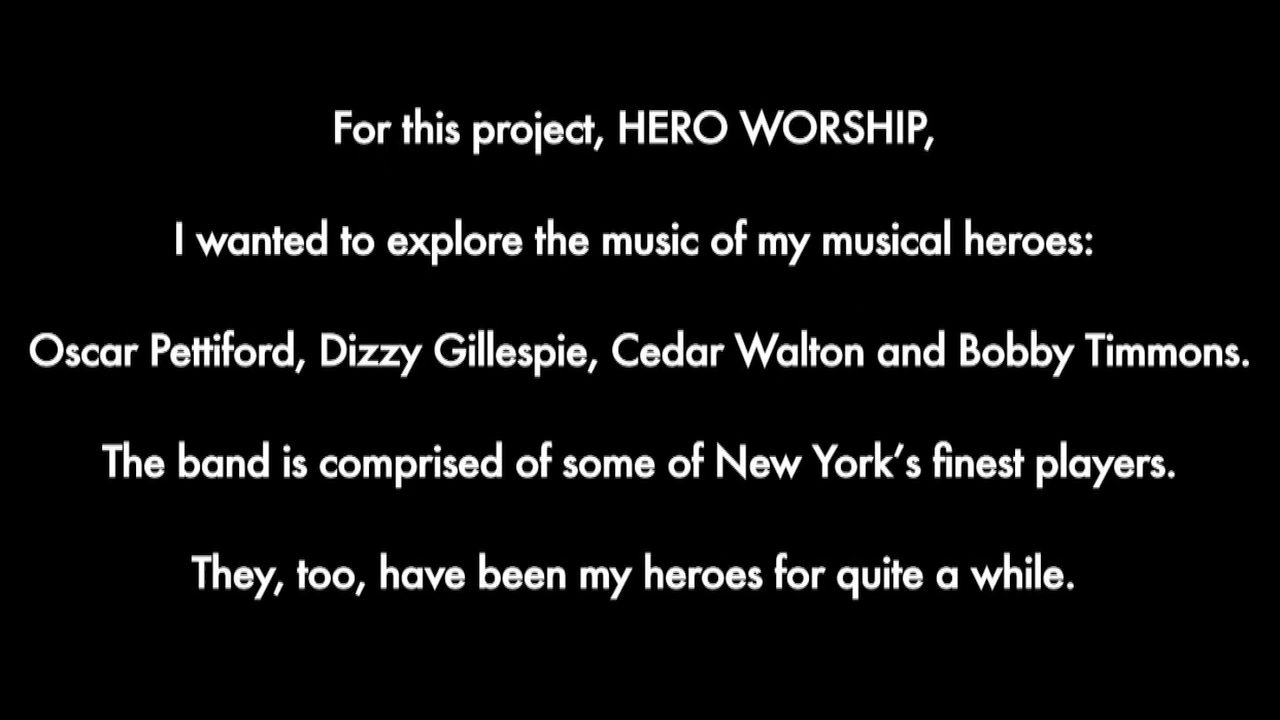 For this project, HERO WORSHIP,
I wanted to explore the music of my musical heroes:
Oscar Pettiford, Dizzy Gillespie, Cedar Walton and Bobby Timmons.
The band is comprised of some of New York’s finest players.
They, too, have been my heroes for quite a while.